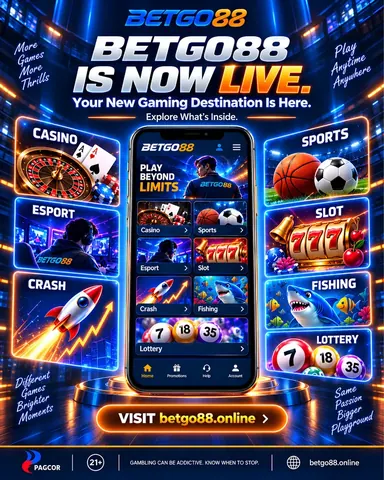 BETGO88
BETGO88
IS NOW LIVE.
Your New Gaming Destination Is Here.
Explore What's Inside.
More
Games
More
Thrills
Play
Anytime
Anywhere
CASINO
ESPORT
BETGO88
CRASH
BETGO88
PLAY
BEYOND
LIMITS
BETGO88
Casino >
Sports >
Esport >
777
Slot >
Crash >
Fishing >
7 18 35
Lottery >
Home
Promotions
Help
Account
SPORTS
SLOT
777
FISHING
LOTTERY
7 18 35
Different
Games
Brighter
Moments
Same
Passion
Bigger
Playground
VISIT betgo88.online >
PAGCOR
21+
GAMBLING CAN BE ADDICTIVE. KNOW WHEN TO STOP.
betgo88.online